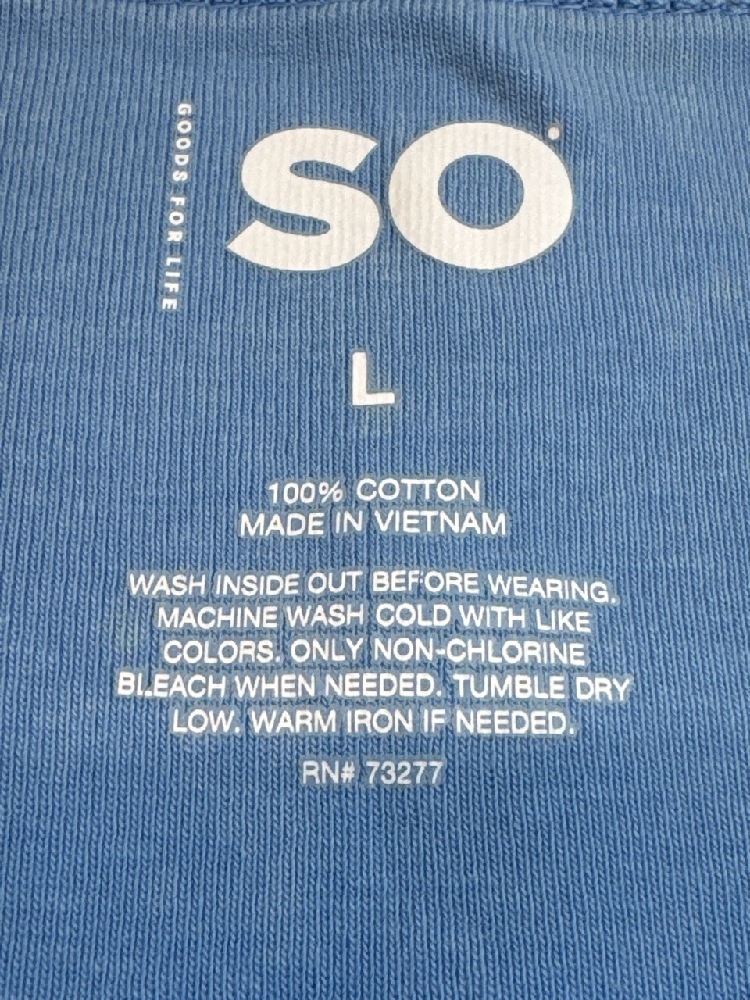 GOODS FOR LIFE
SO
L
100% COTTON
MADE IN VIETNAM
WASH INSIDE OUT BEFORE WEARING.
MACHINE WASH COLD WITH LIKE
COLORS. ONLY NON-CHLORINE
BLEACH WHEN NEEDED. TUMBLE DRY
LOW. WARM IRON IF NEEDED.
RN# 73277